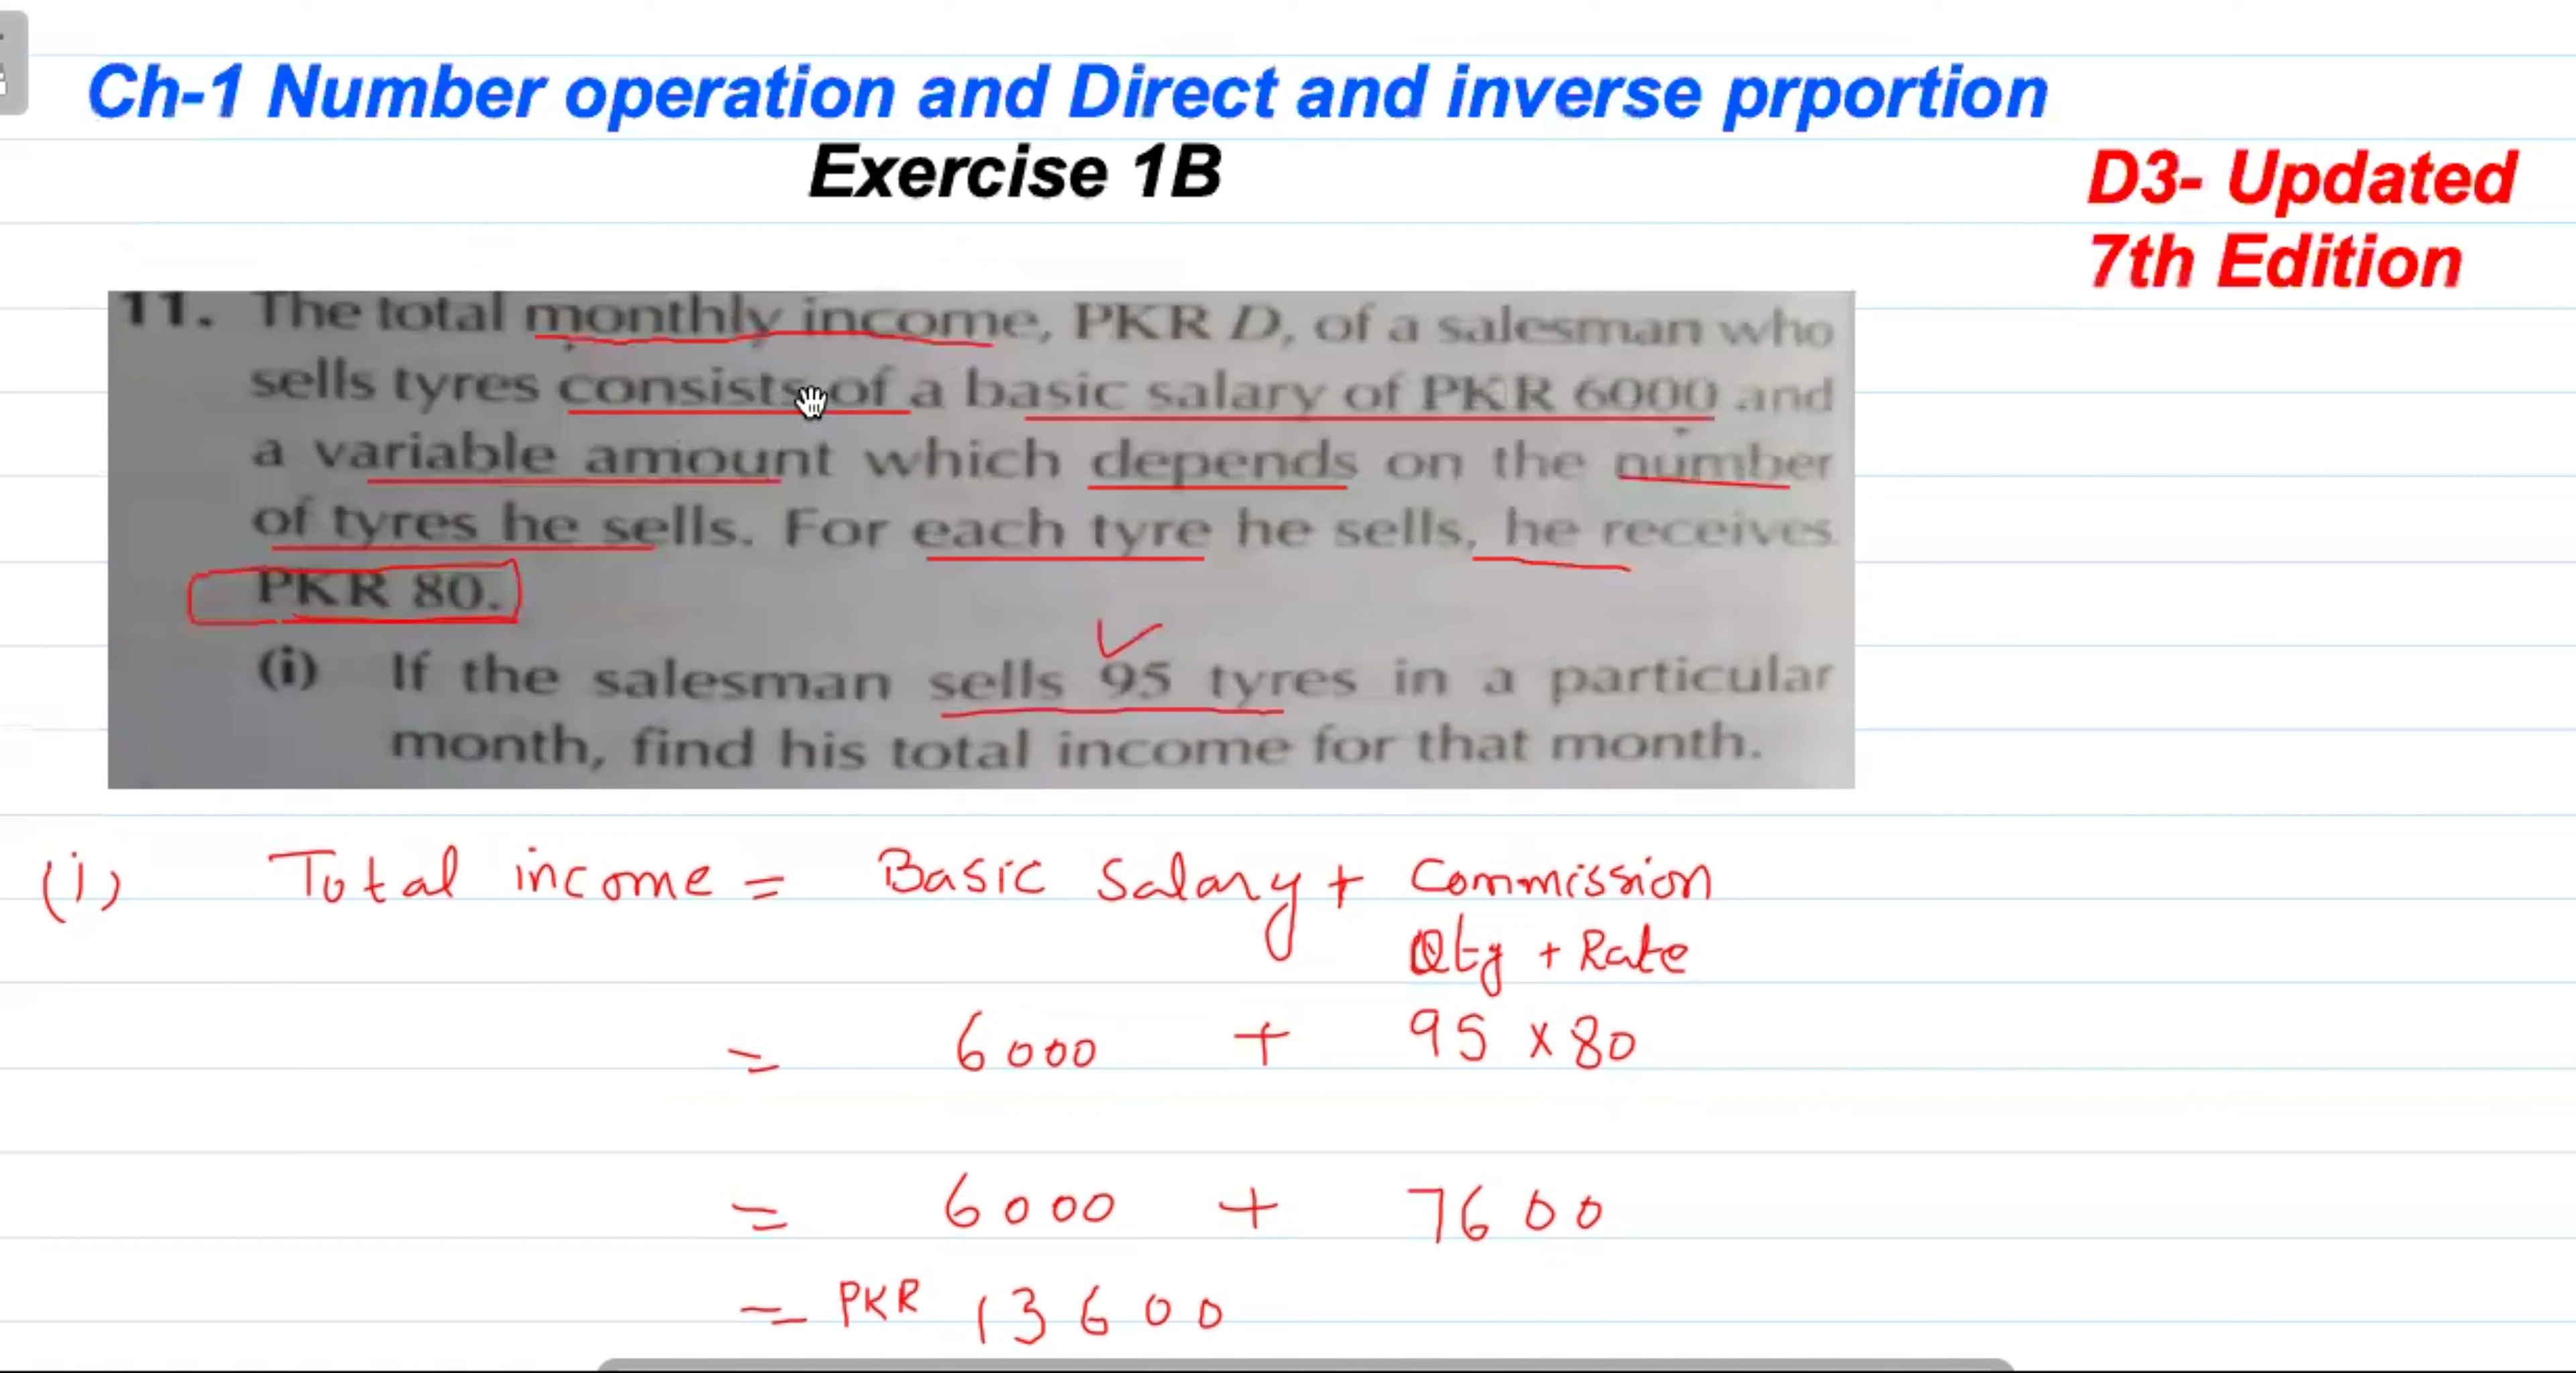 Ch-1 Number operation and Direct and inverse prportion
Exercise 1B
D3- Updated
7th Edition
11. The total monthly income, PKR D, of a salesman who
sells tyres consists of a basic salary of PKR 6000 and
a variable amount which depends on the number
of tyres he sells. For each tyre he sells, he receives
PKR 80.
(i) If the salesman sells 95 tyres in a particular
month, find his total income for that month.
(i) Total income = Basic Salary + Commission
Qty + Rate
= 6000 + 95 x 80
= 6000 + 7600
= PKR 13600